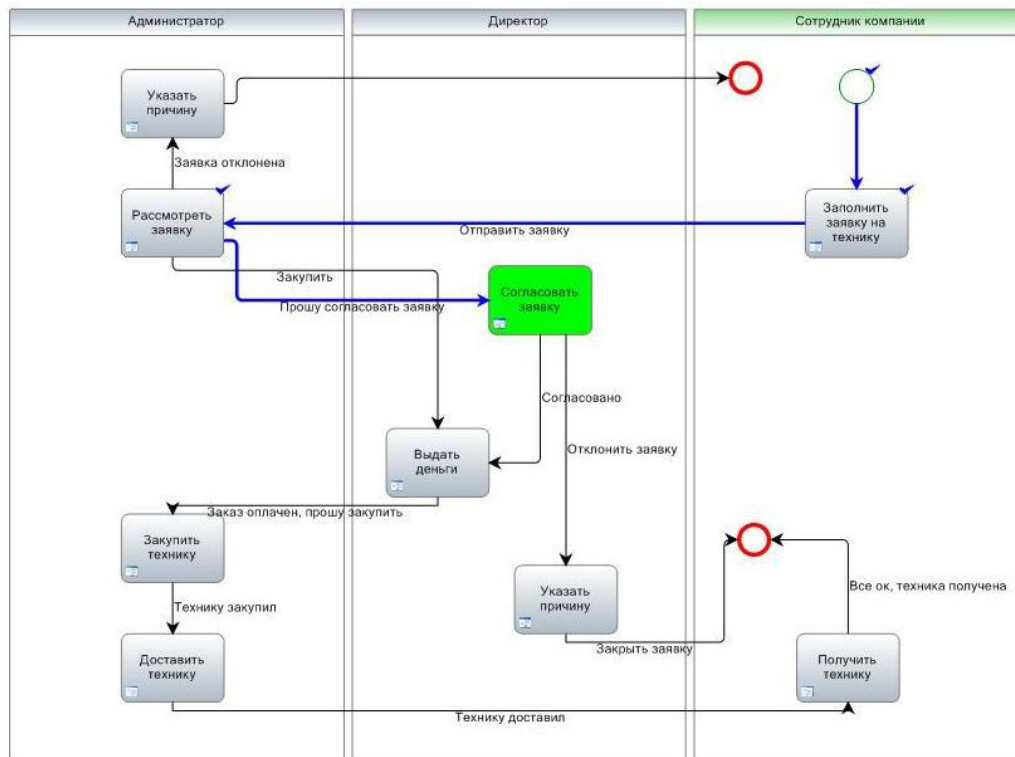 Администратор
Директор
Сотрудник компании
Указать
причину
Заявка отклонена
Рассмотреть
заявку
Отправить заявку
Заполнить
заявку на
технику
Закупить
Прошу согласовать заявку
Согласовать
заявку
Согласовано
Отклонить заявку
Выдать
деньги
Заказ оплачен, прошу закупить
Закупить
технику
Указать
причину
Все ок, техника получена
Технику закупил
Закрыть заявку
Доставить
технику
Получить
технику
Технику доставил